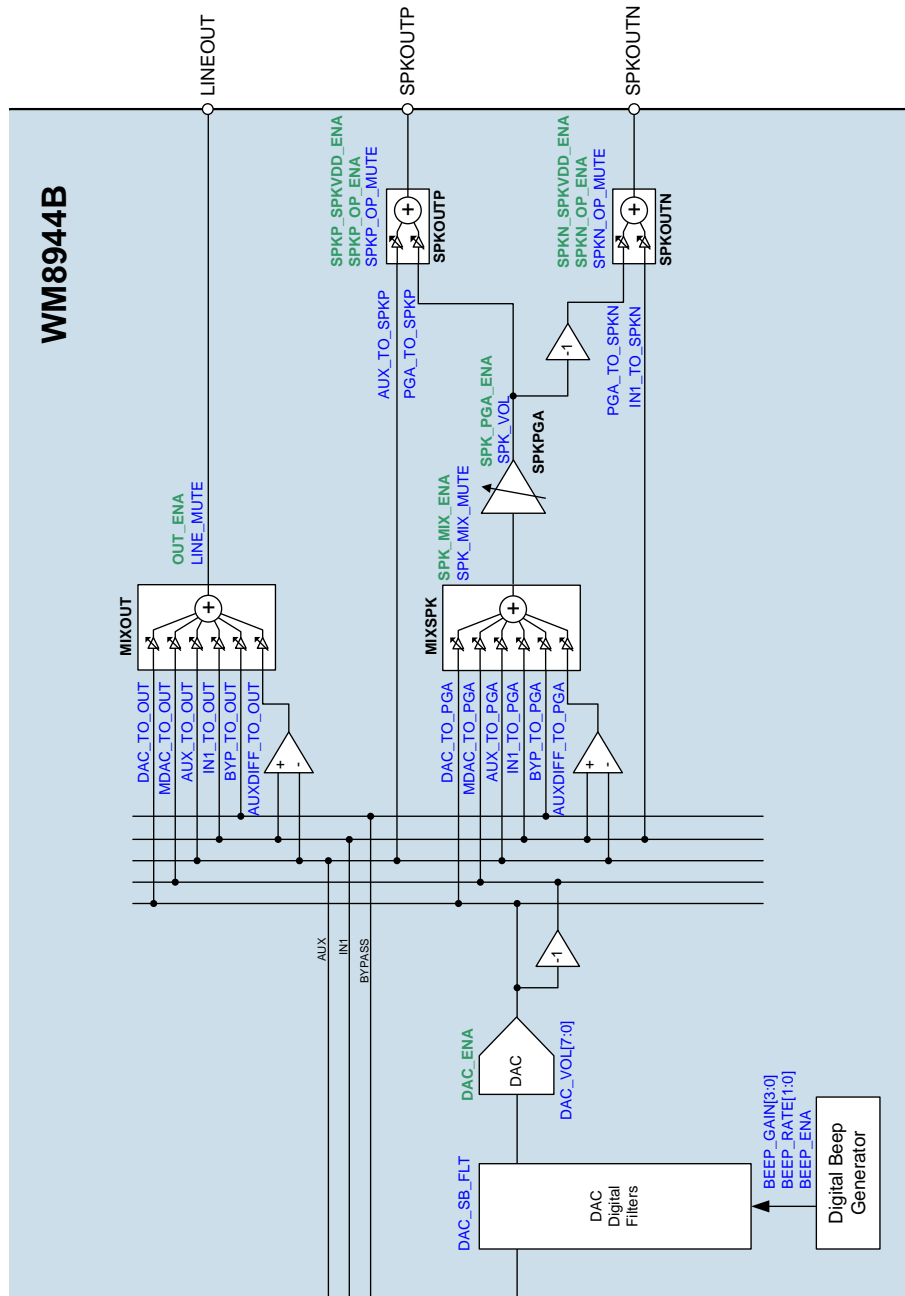 WM8944B
LINEOUT
SPKOUTP
SPKOUTN
OUT_ENA
LINE_MUTE
MIXOUT
+
DAC_TO_OUT
MDAC_TO_OUT
AUX_TO_OUT
IN1_TO_OUT
BYP_TO_OUT
AUXDIFF_TO_OUT
+
-
SPKP_SPKVDD_ENA
SPKP_OP_ENA
SPKP_OP_MUTE
+
SPKOUTP
AUX_TO_SPKP
PGA_TO_SPKP
SPKN_SPKVDD_ENA
SPKN_OP_ENA
SPKN_OP_MUTE
+
SPKOUTN
PGA_TO_SPKN
IN1_TO_SPKN
-1
SPK_PGA_ENA
SPK_VOL
SPKPGA
SPK_MIX_ENA
SPK_MIX_MUTE
MIXSPK
+
DAC_TO_PGA
MDAC_TO_PGA
AUX_TO_PGA
IN1_TO_PGA
BYP_TO_PGA
AUXDIFF_TO_PGA
+
-
AUX
IN1
BYPASS
-1
DAC_ENA
DAC
DAC_VOL[7:0]
DAC_SB_FLT
DAC
Digital
Filters
BEEP_GAIN[3:0]
BEEP_RATE[1:0]
BEEP_ENA
Digital Beep
Generator